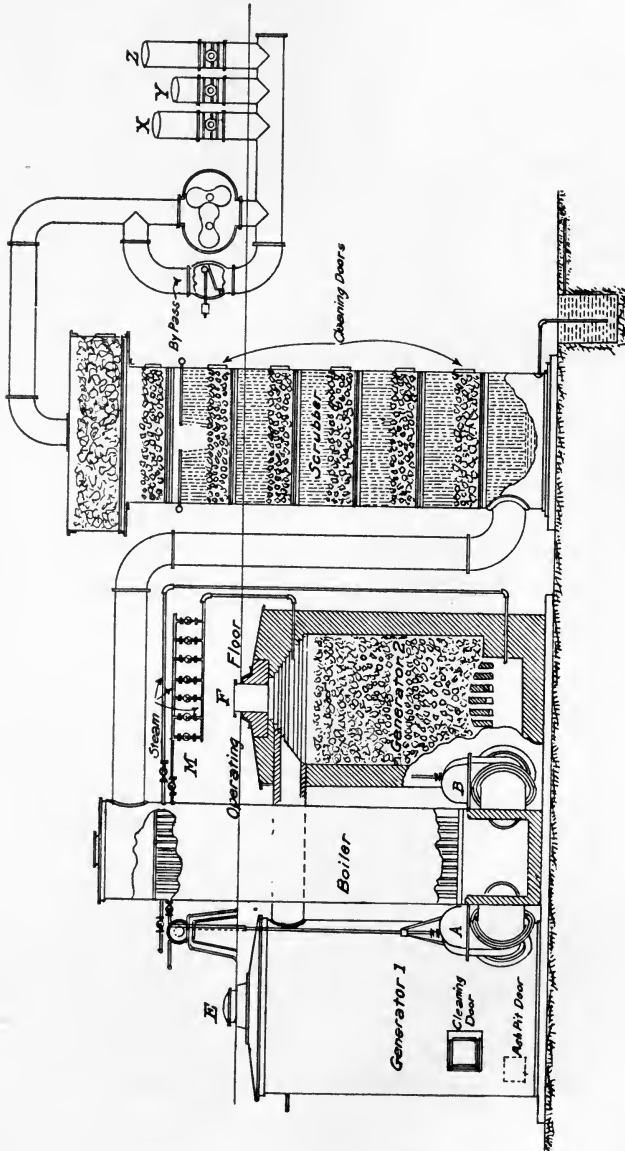 X
Y
Z
By Pass
Cleaning Doors
Scrubber
Steam
M
F
Operating Floor
Generator 2
B
Boiler
A
E
Generator 1
Cleaning
Door
Ash Pit Door